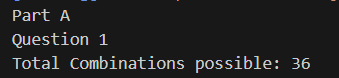 Part A
Question 1
Total Combinations possible: 36